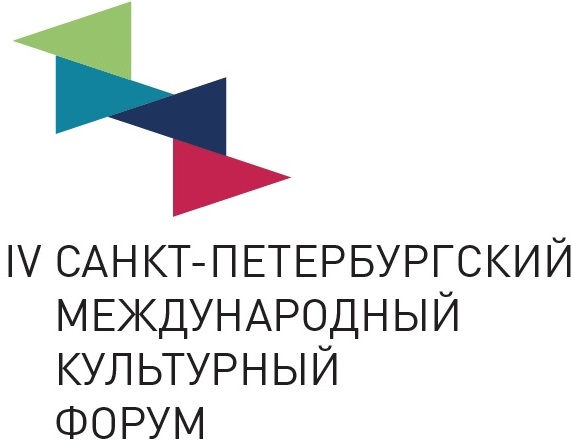 IV САНКТ-ПЕТЕРБУРГСКИЙ
МЕЖДУНАРОДНЫЙ
КУЛЬТУРНЫЙ
ФОРУМ